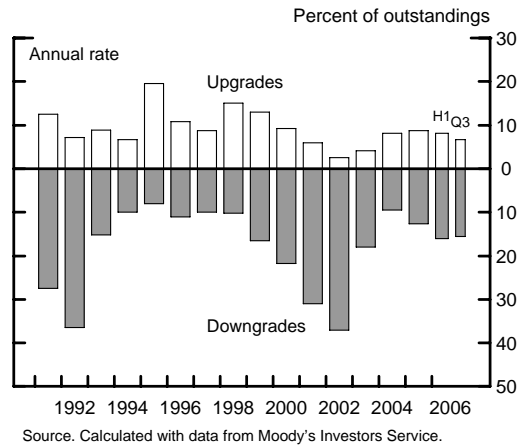 Percent of outstandings
30
Annual rate
Upgrades
20
H1
Q3
10
0
10
20
30
Downgrades
40
50
1992 1994 1996 1998 2000 2002 2004 2006
Source. Calculated with data from Moody's Investors Service.